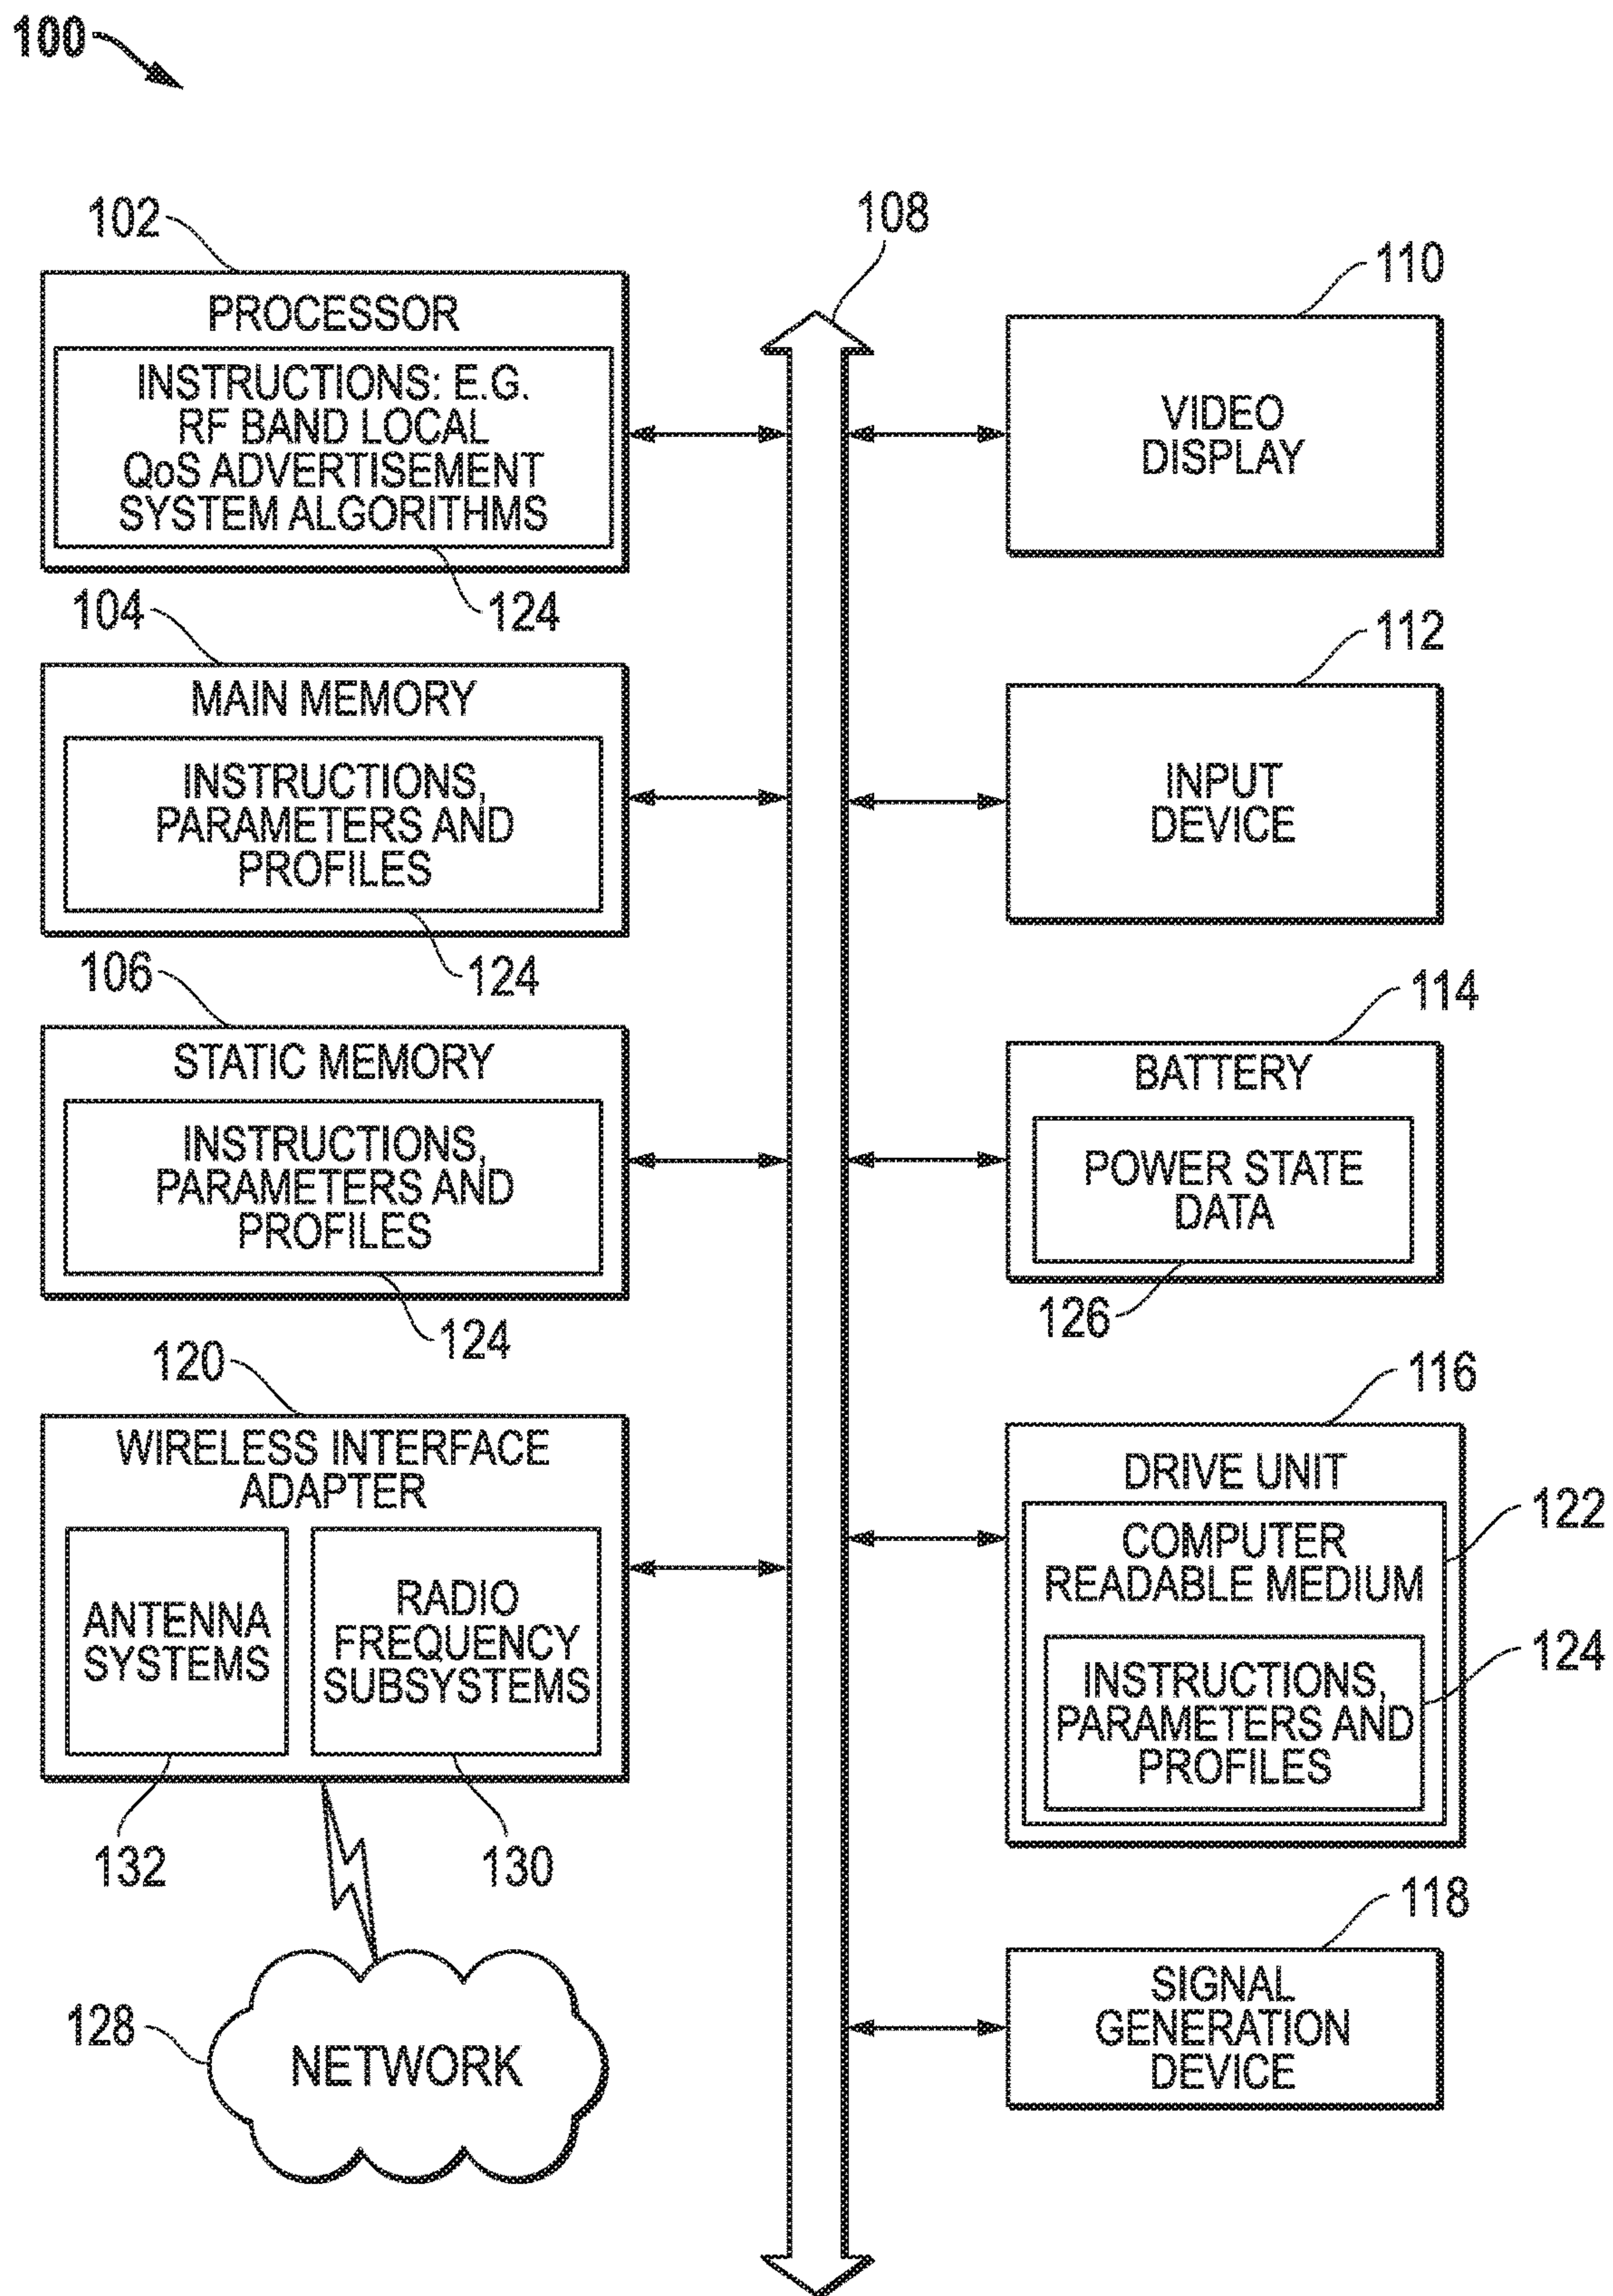 100
102
PROCESSOR
INSTRUCTIONS: E.G.
RF BAND LOCAL
QoS ADVERTISEMENT
SYSTEM ALGORITHMS
124
104
MAIN MEMORY
INSTRUCTIONS,
PARAMETERS AND
PROFILES
124
106
STATIC MEMORY
INSTRUCTIONS,
PARAMETERS AND
PROFILES
124
120
WIRELESS INTERFACE
ADAPTER
ANTENNA
SYSTEMS
RADIO
FREQUENCY
SUBSYSTEMS
132
130
128
NETWORK
108
110
VIDEO
DISPLAY
112
INPUT
DEVICE
114
BATTERY
POWER STATE
DATA
126
116
DRIVE UNIT
122
COMPUTER
READABLE MEDIUM
124
INSTRUCTIONS,
PARAMETERS AND
PROFILES
118
SIGNAL
GENERATION
DEVICE